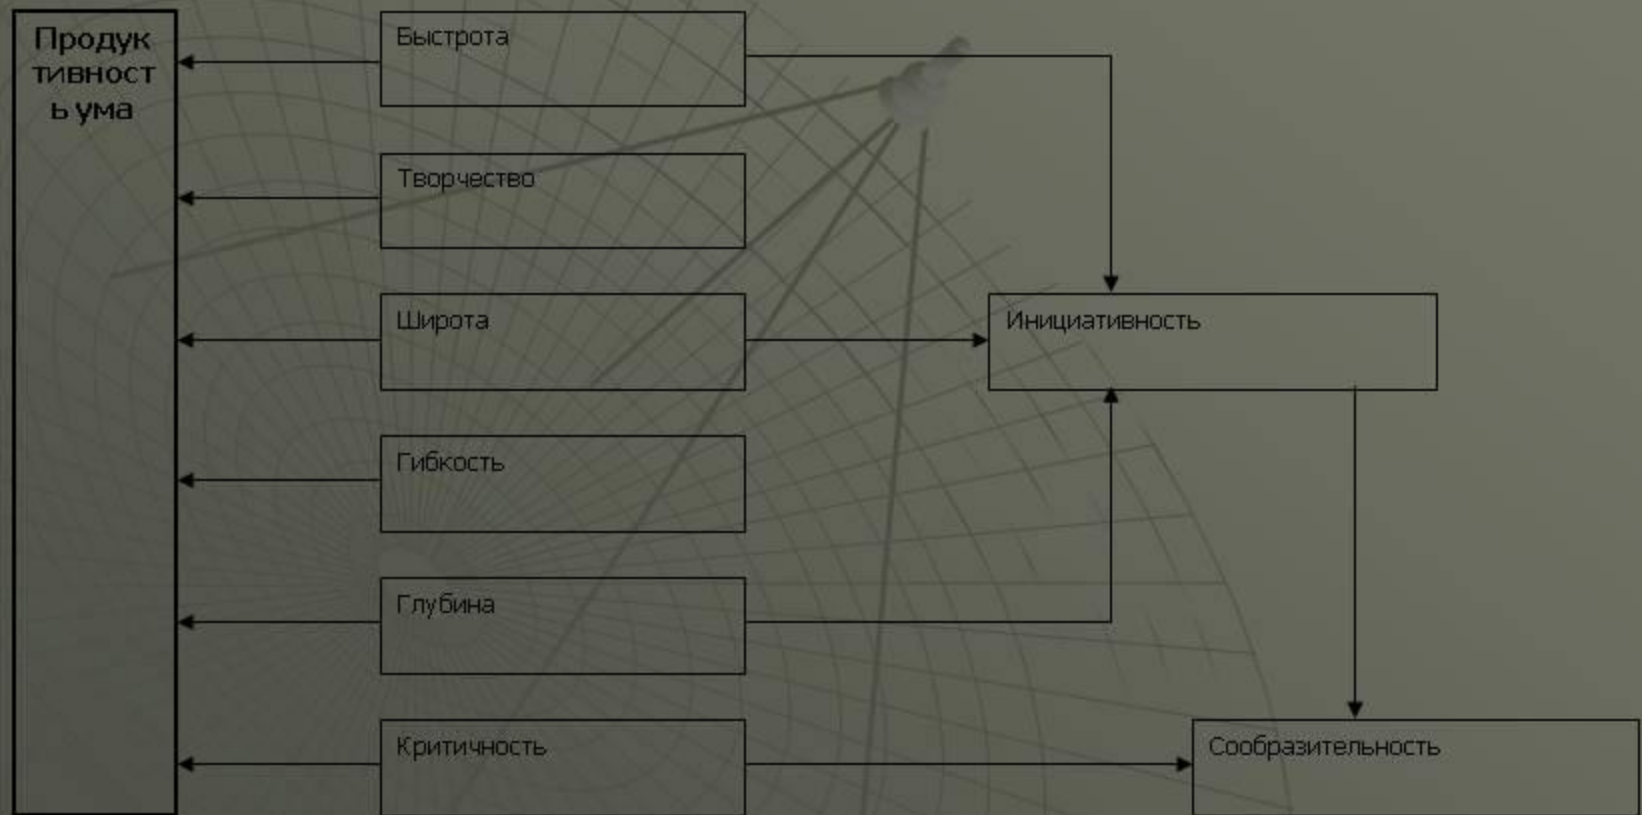 Продук
тивност
ь ума
Быстрота
Творчество
Широта
Инициативность
Гибкость
Глубина
Критичность
Сообразительность